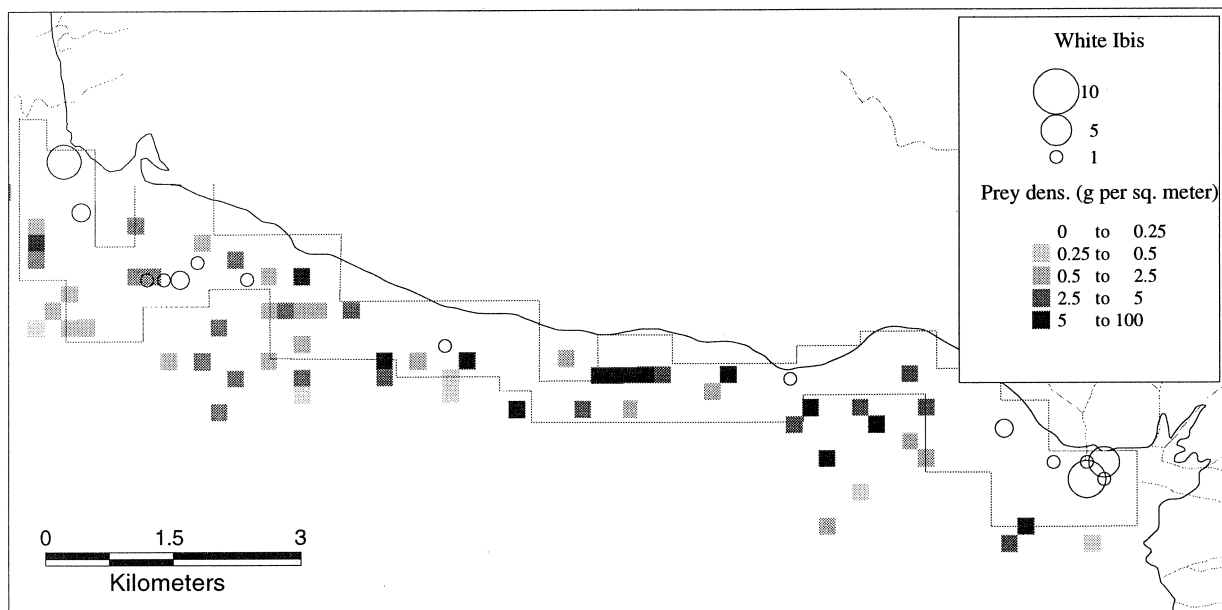 White Ibis
10
5
1
Prey dens. (g per sq. meter)
0 to 0.25
0.25 to 0.5
0.5 to 2.5
2.5 to 5
5 to 100
0 1.5 3
Kilometers